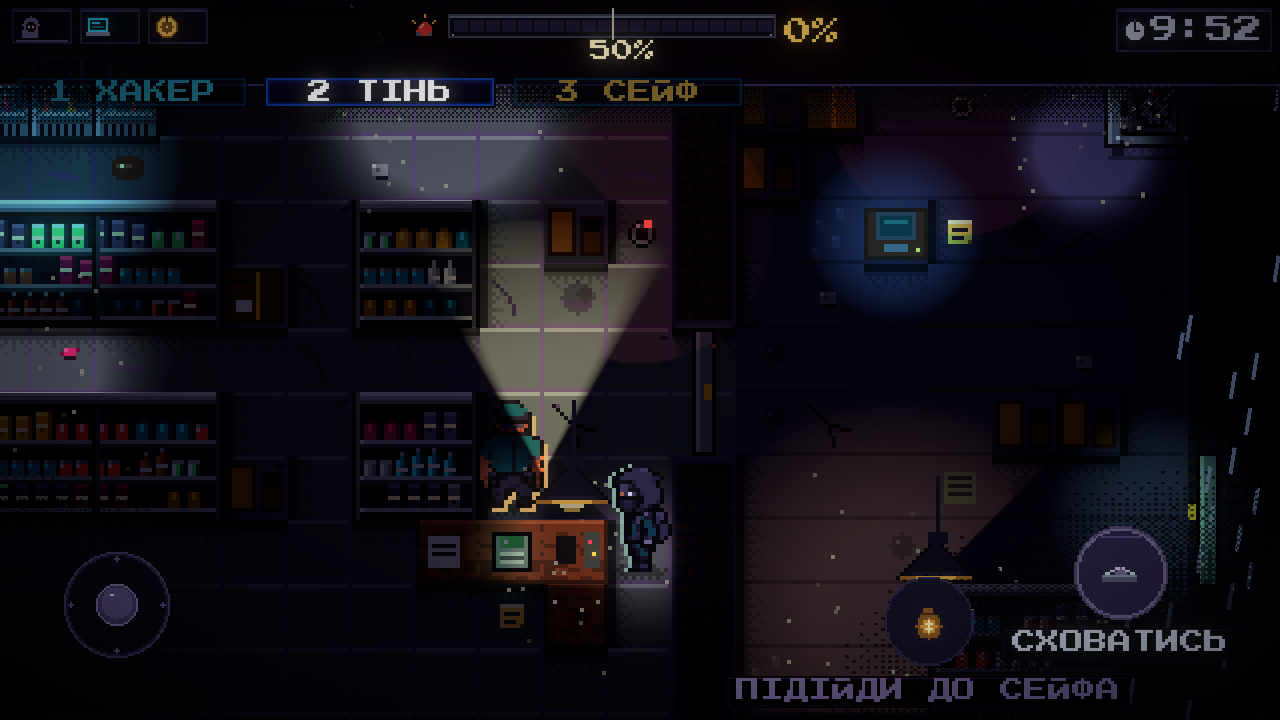 50%
0%
9:52
1 ХАКЕР
2 ТІНЬ
3 СЕЙФ
СХОВАТИСЬ
ПІДІЙДИ ДО СЕЙФА